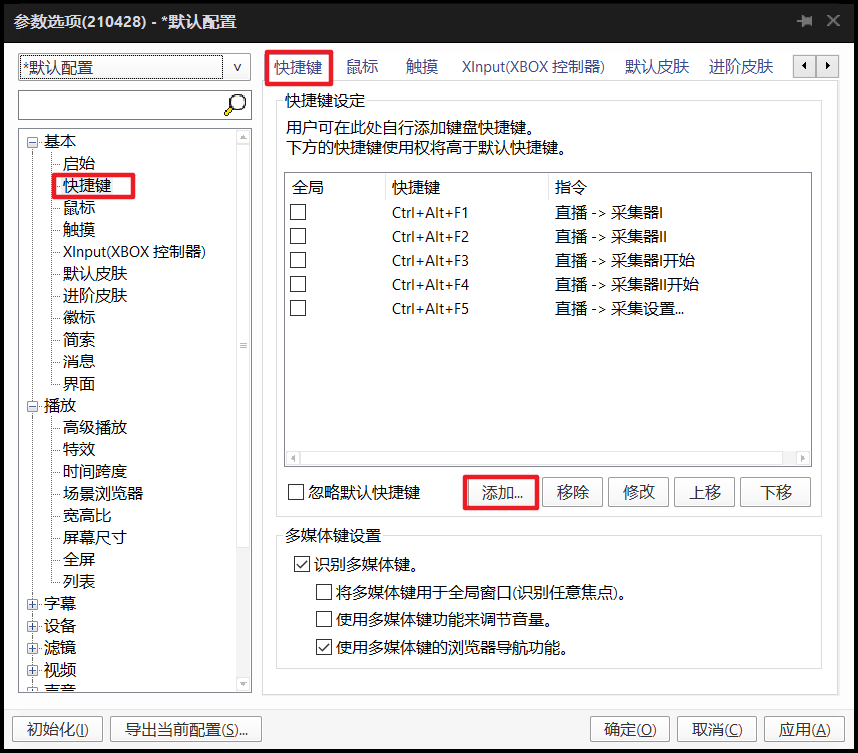 参数选项(210428) - *默认配置
*默认配置
基本
启始
快捷键
鼠标
触摸
XInput(XBOX 控制器)
默认皮肤
进阶皮肤
徽标
简索
消息
界面
播放
高级播放
特效
时间跨度
场景浏览器
宽高比
屏幕尺寸
全屏
列表
字幕
设备
滤镜
视频
声音
快捷键 鼠标 触摸 XInput(XBOX 控制器) 默认皮肤 进阶皮肤
快捷键设定
用户可在此处自行添加键盘快捷键。
下方的快捷键使用权将高于默认快捷键。
全局 快捷键 指令
Ctrl+Alt+F1 直播 -> 采集器I
Ctrl+Alt+F2 直播 -> 采集器II
Ctrl+Alt+F3 直播 -> 采集器I开始
Ctrl+Alt+F4 直播 -> 采集器II开始
Ctrl+Alt+F5 直播 -> 采集设置...
忽略默认快捷键 添加... 移除 修改 上移 下移
多媒体键设置
识别多媒体键。
将多媒体键用于全局窗口(识别任意焦点)。
使用多媒体键功能来调节音量。
使用多媒体键的浏览器导航功能。
初始化(I) 导出当前配置(S)... 确定(O) 取消(C) 应用(A)